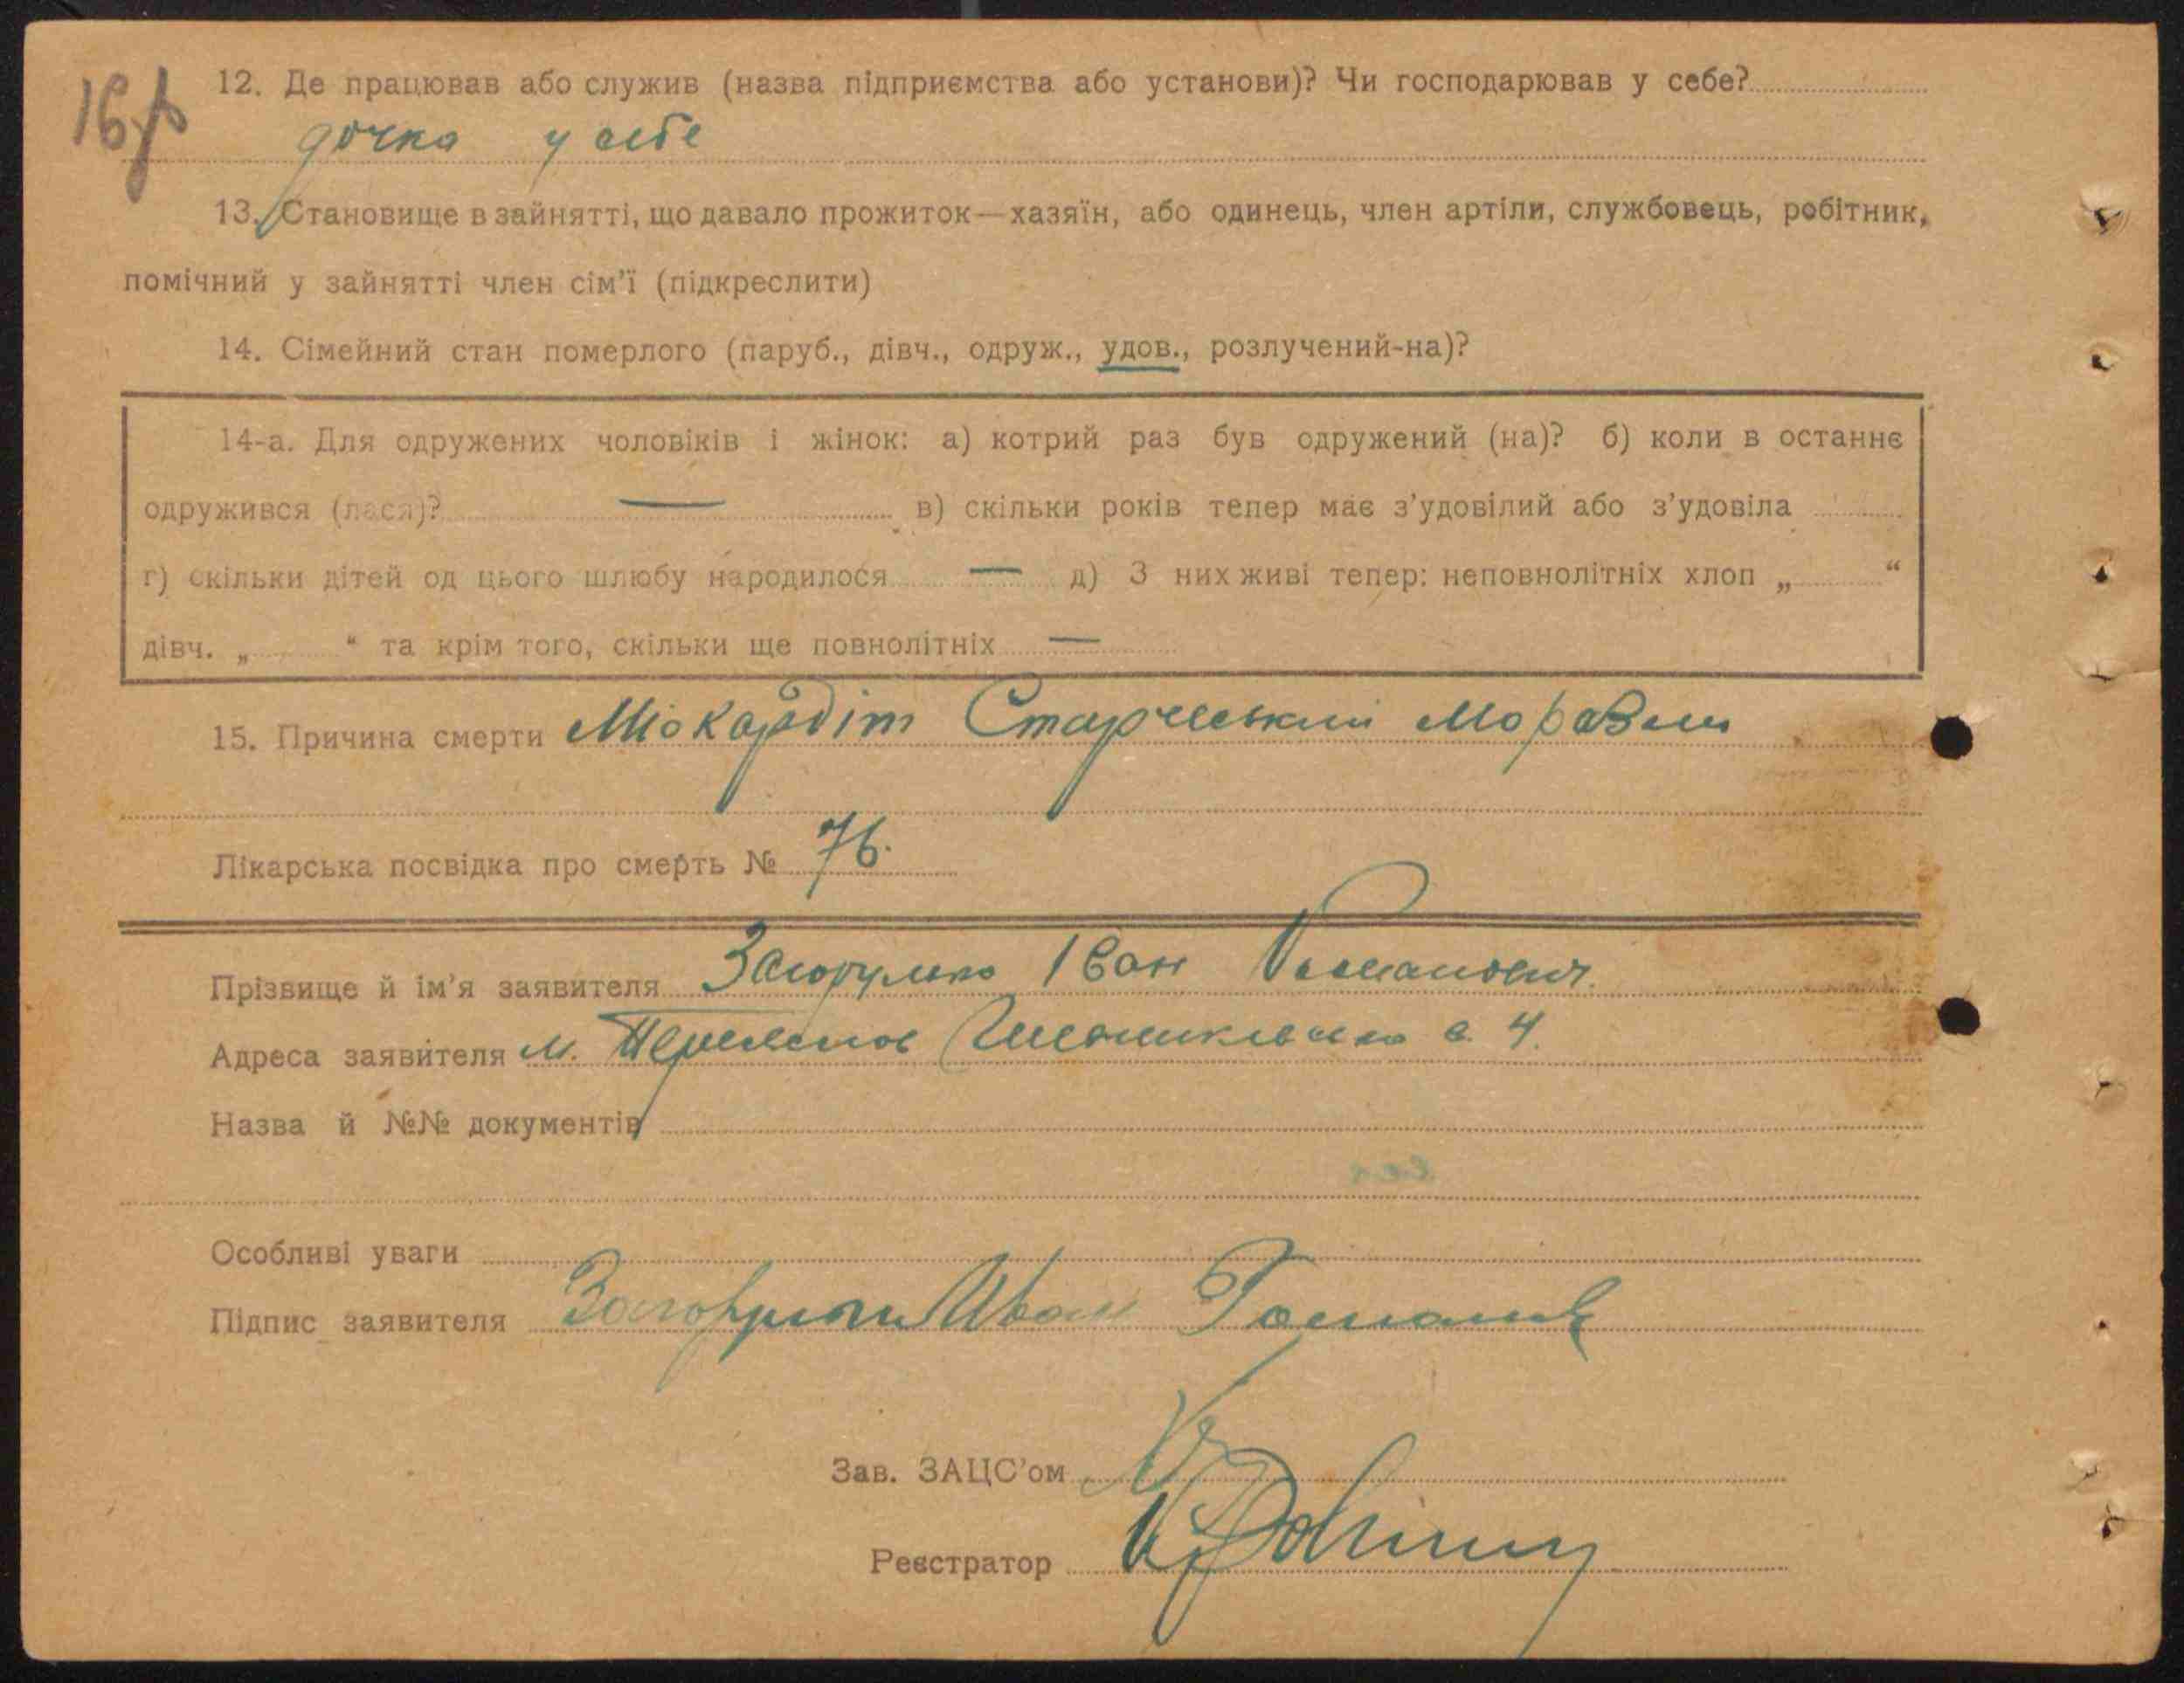 12. Де працював або служив (назва підприємства або установи)? Чи господарював у себе?
дочка у себе
13. Становище в зайнятті, що давало прожиток—хазяїн, або одинець, член артіли, службовець, робітник,
помічний у зайнятті член сім'ї (підкреслити)
14. Сімейний стан померлого (паруб., дівч., одруж., удов., розлучений-на)?
14-а. Для одружених чоловіків і жінок: а) котрий раз був одружений (на)? б) коли в останнє
одружився (лася)? — в) скільки років тепер має з'удовілий або з'удовіла
г) скільки дітей од цього шлюбу народилося — д) З них живі тепер: неповнолітніх хлоп „ “
дівч. „ “ та крім того, скільки ще повнолітніх —
15. Причина смерти Міокардіт Старческий Маразм
Лікарська посвідка про смерть № 76.
Прізвище й ім'я заявителя Загорулько Іван Романович.
Адреса заявителя м. в. 4.
Назва й №№ документів
Особливі уваги
Підпис заявителя Иван
Зав. ЗАЦС'ом
Реєстратор